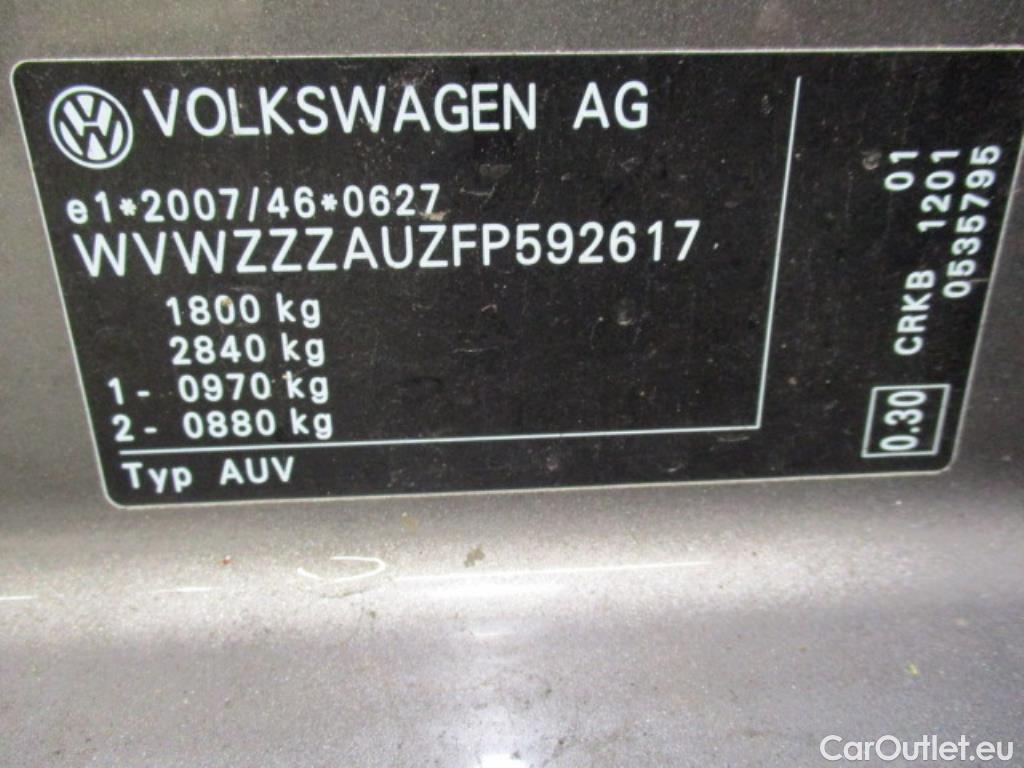 VOLKSWAGEN AG
e1*2007/46*0627
WVWZZZAUZFP592617
1800 kg
2840 kg
1- 0970 kg
2- 0880 kg
Typ AUV
01
CRKB 1201
0535795
0.30
CarOutlet.eu